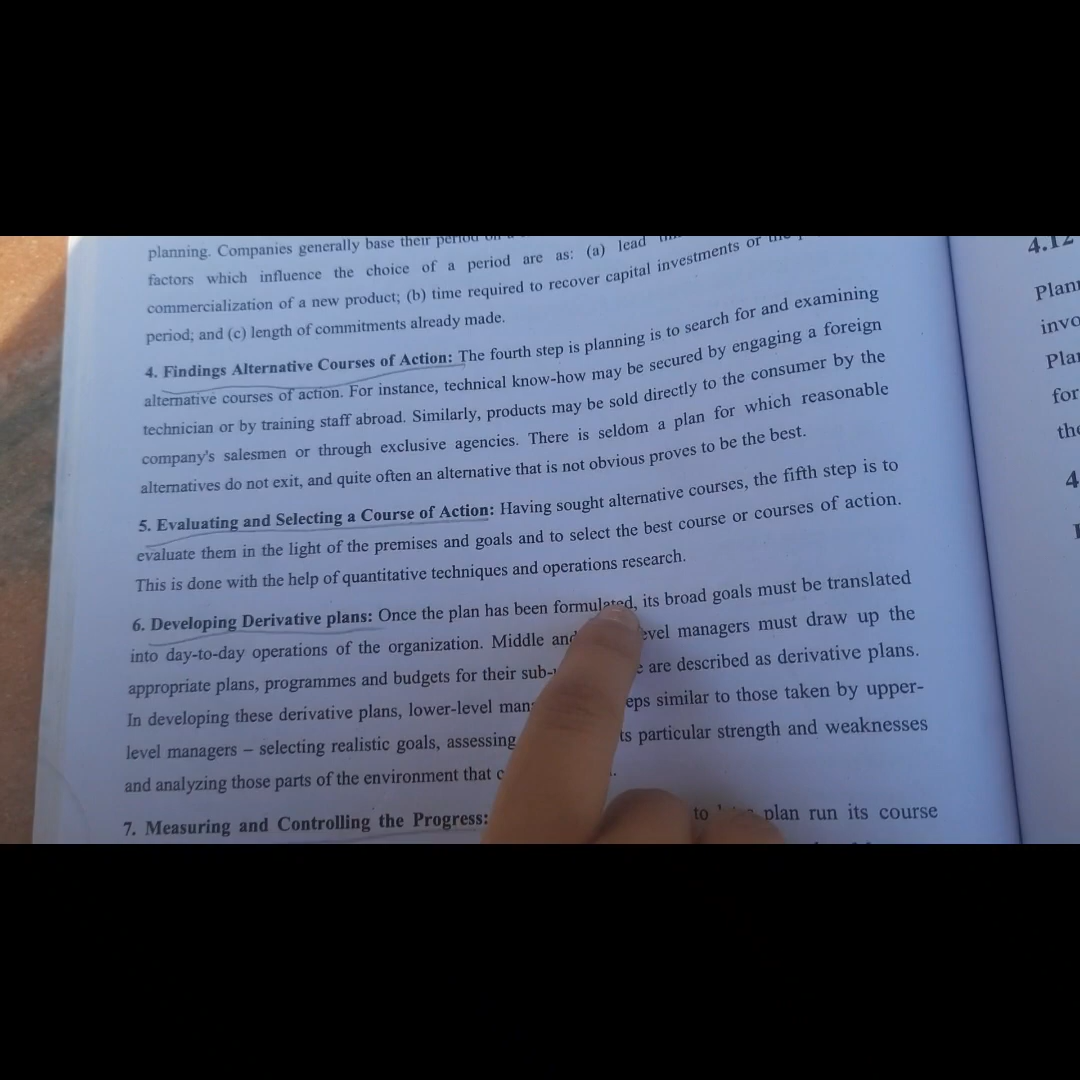 planning. Companies generally base their period
factors which influence the choice of a period are as: (a) lead
commercialization of a new product; (b) time required to recover capital investments or
period; and (c) length of commitments already made.
4. Findings Alternative Courses of Action: The fourth step is planning is to search for and examining
alternative courses of action. For instance, technical know-how may be secured by engaging a foreign
technician or by training staff abroad. Similarly, products may be sold directly to the consumer by the
company's salesmen or through exclusive agencies. There is seldom a plan for which reasonable
alternatives do not exit, and quite often an alternative that is not obvious proves to be the best.
5. Evaluating and Selecting a Course of Action: Having sought alternative courses, the fifth step is to
evaluate them in the light of the premises and goals and to select the best course or courses of action.
This is done with the help of quantitative techniques and operations research.
6. Developing Derivative plans: Once the plan has been formulated, its broad goals must be translated
into day-to-day operations of the organization. Middle and evel managers must draw up the
appropriate plans, programmes and budgets for their sub- are described as derivative plans.
In developing these derivative plans, lower-level eps similar to those taken by upper-
level managers – selecting realistic goals, assessing particular strength and weaknesses
and analyzing those parts of the environment that
7. Measuring and Controlling the Progress: to plan run its course
4.12
Plan
invo
Pla
for
the
4